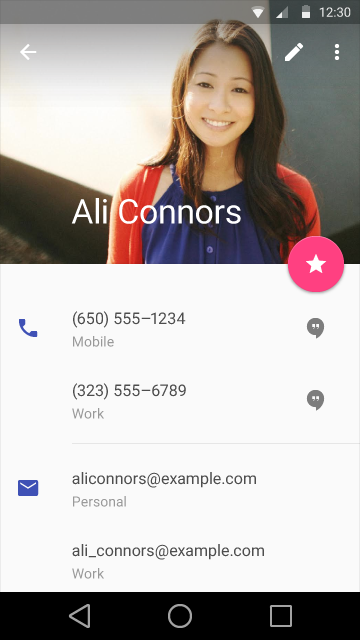 12:30
Ali Connors
(650) 555–1234
Mobile
(323) 555–6789
Work
aliconnors@example.com
Personal
ali_connors@example.com
Work